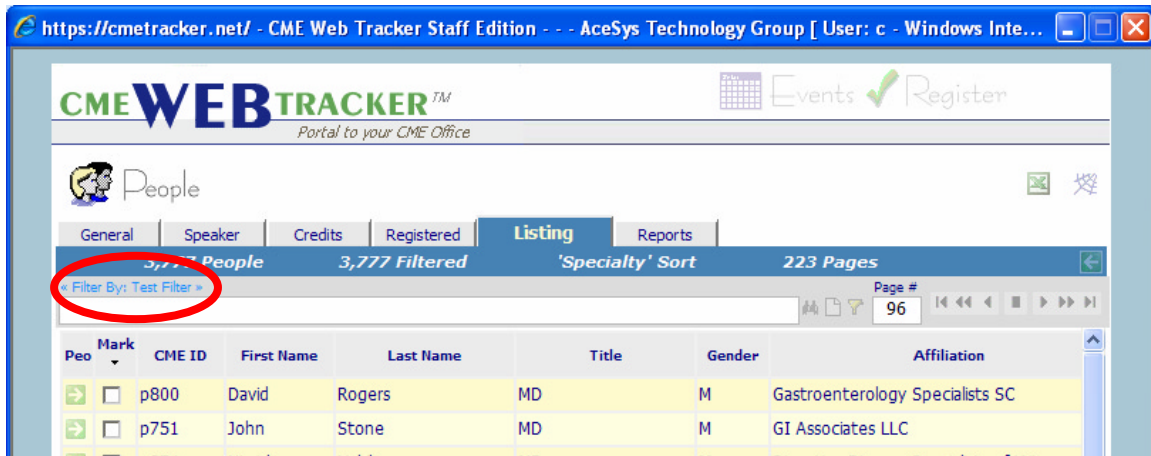 https://cmetracker.net/ - CME Web Tracker Staff Edition - - - AceSys Technology Group [ User: c - Windows Inte...
CMEWEBTRACKER™
Portal to your CME Office
Events Register
People
General Speaker Credits Registered Listing Reports
3,777 People 3,777 Filtered 'Specialty' Sort 223 Pages
« Filter By: Test Filter »
Page #
96
Peo Mark CME ID First Name Last Name Title Gender Affiliation
p800 David Rogers MD M Gastroenterology Specialists SC
p751 John Stone MD M GI Associates LLC